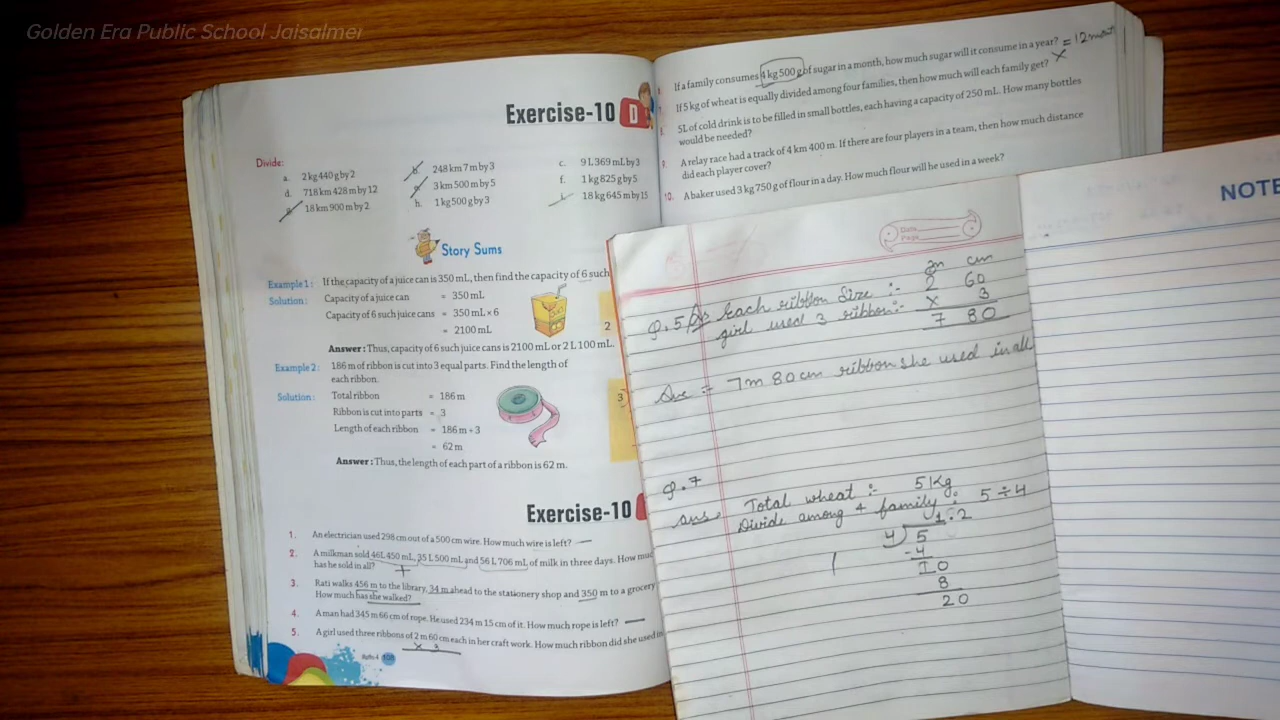 Golden Era Public School Jaisalmer
Exercise-10 D
Divide:
a. 2 kg 440 g by 2
b. 248 km 7 m by 3
c. 9 L 369 mL by 3
d. 718 km 428 m by 12
e. 3 km 500 m by 5
f. 1 kg 825 g by 5
g. 18 km 900 m by 2
h. 1 kg 500 g by 3
i. 18 kg 645 m by 15
Story Sums
Example 1: If the capacity of a juice can is 350 mL, then find the capacity of 6 such
Solution: Capacity of a juice can = 350 mL
Capacity of 6 such juice cans = 350 mL × 6
= 2100 mL
Answer: Thus, capacity of 6 such juice cans is 2100 mL or 2 L 100 mL.
Example 2: 186 m of ribbon is cut into 3 equal parts. Find the length of
each ribbon.
Solution: Total ribbon = 186 m
Ribbon is cut into parts = 3
Length of each ribbon = 186 m ÷ 3
= 62 m
Answer: Thus, the length of each part of a ribbon is 62 m.
2
3
Exercise-10
1. An electrician used 298 cm out of a 500 cm wire. How much wire is left? —
2. A milkman sold 46L 450 mL, 35 L 500 mL and 56 L 706 mL of milk in three days. How much
has he sold in all? +
3. Rati walks 456 m to the library, 34 m ahead to the stationery shop and 350 m to a grocery
How much has she walked?
4. A man had 345 m 66 cm of rope. He used 234 m 15 cm of it. How much rope is left? —
5. A girl used three ribbons of 2 m 60 cm each in her craft work. How much ribbon did she used in
× 3
Maths-4 108
6. If a family consumes 4 kg 500 g of sugar in a month, how much sugar will it consume in a year? = 12 mont
×
7. If 5 kg of wheat is equally divided among four families, then how much will each family get?
8. 5L of cold drink is to be filled in small bottles, each having a capacity of 250 mL. How many bottles
would be needed?
9. A relay race had a track of 4 km 400 m. If there are four players in a team, then how much distance
did each player cover?
10. A baker used 3 kg 750 g of flour in a day. How much flour will he used in a week?
NOTE
Date
Page
m cm
Q.5 Each ribbon Size :- 2 60
girl used 3 ribbon:- × 3
7 80
Ans = 7m 80cm ribbon she used in all
Q.7
ans. Total wheat :- 5 Kg
Divide among 4 family : 5 ÷ 4
1.2
4 5
-4
10
8
20